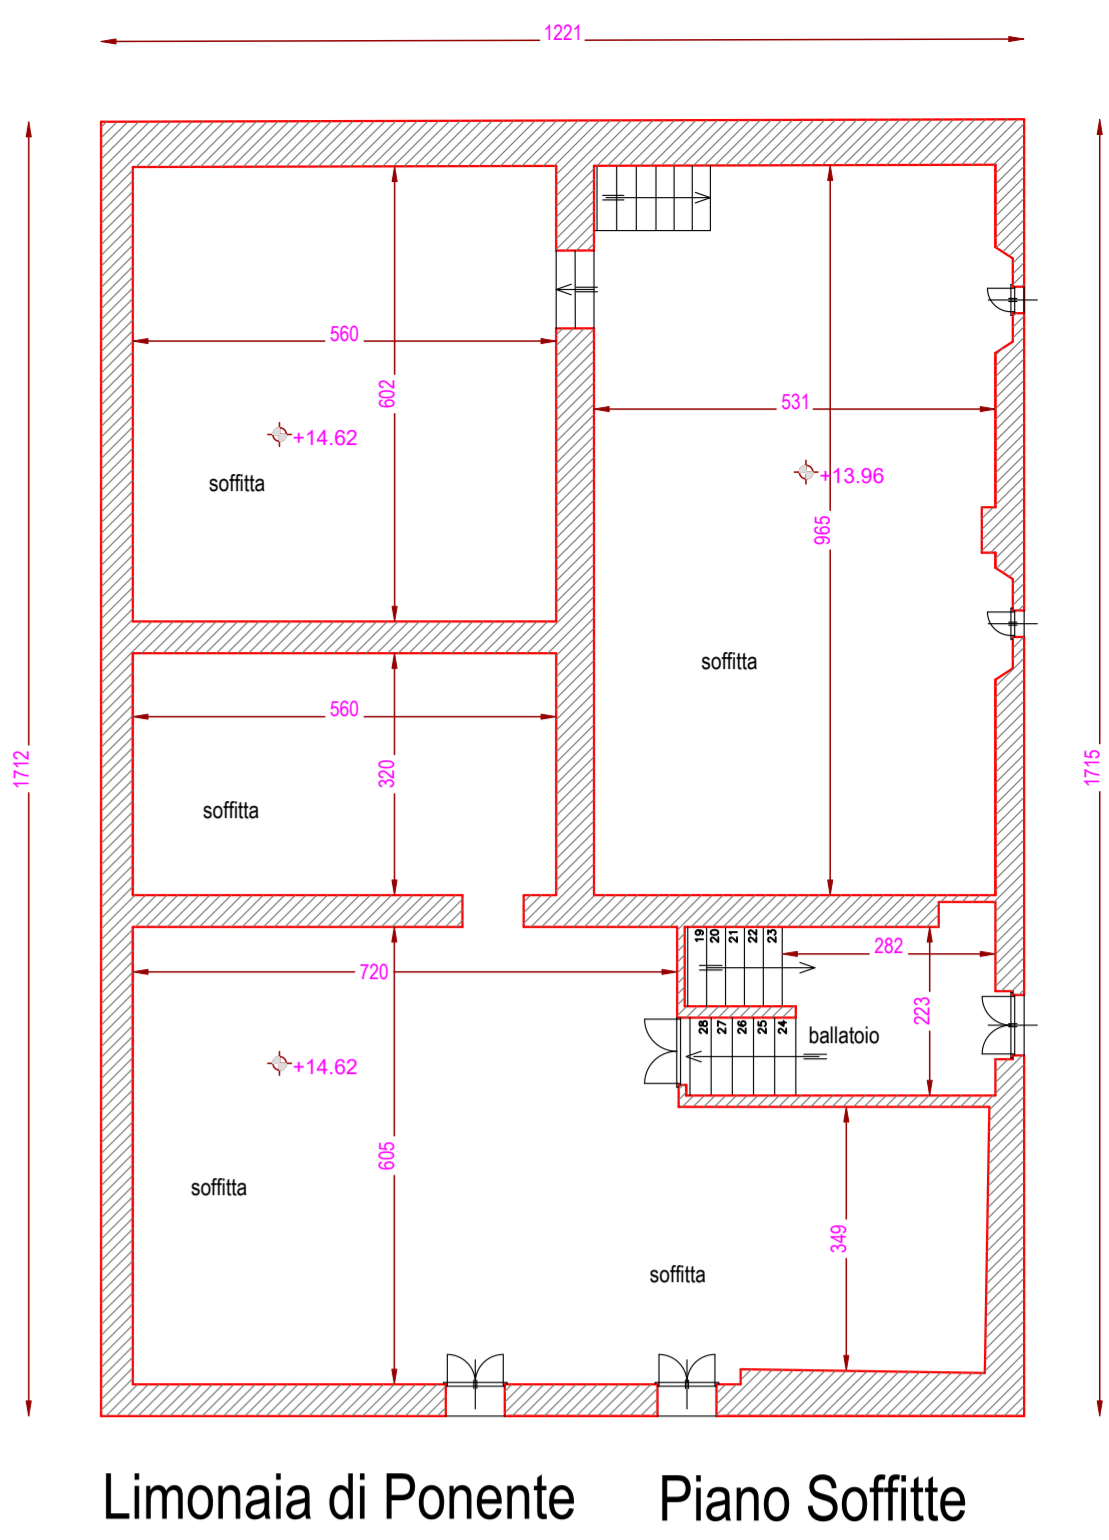 1221
560
602
+14.62
soffitta
531
+13.96
965
soffitta
1712
1715
560
320
soffitta
19 20 21 22 23
282
720
223
28 27 26 25 24
ballatoio
+14.62
605
soffitta
349
soffitta
Limonaia di Ponente Piano Soffitte